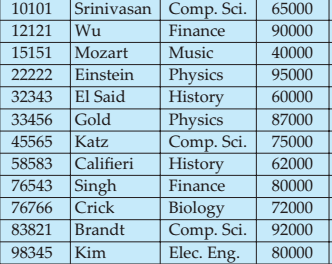 10101 Srinivasan Comp. Sci. 65000
12121 Wu Finance 90000
15151 Mozart Music 40000
22222 Einstein Physics 95000
32343 El Said History 60000
33456 Gold Physics 87000
45565 Katz Comp. Sci. 75000
58583 Califieri History 62000
76543 Singh Finance 80000
76766 Crick Biology 72000
83821 Brandt Comp. Sci. 92000
98345 Kim Elec. Eng. 80000